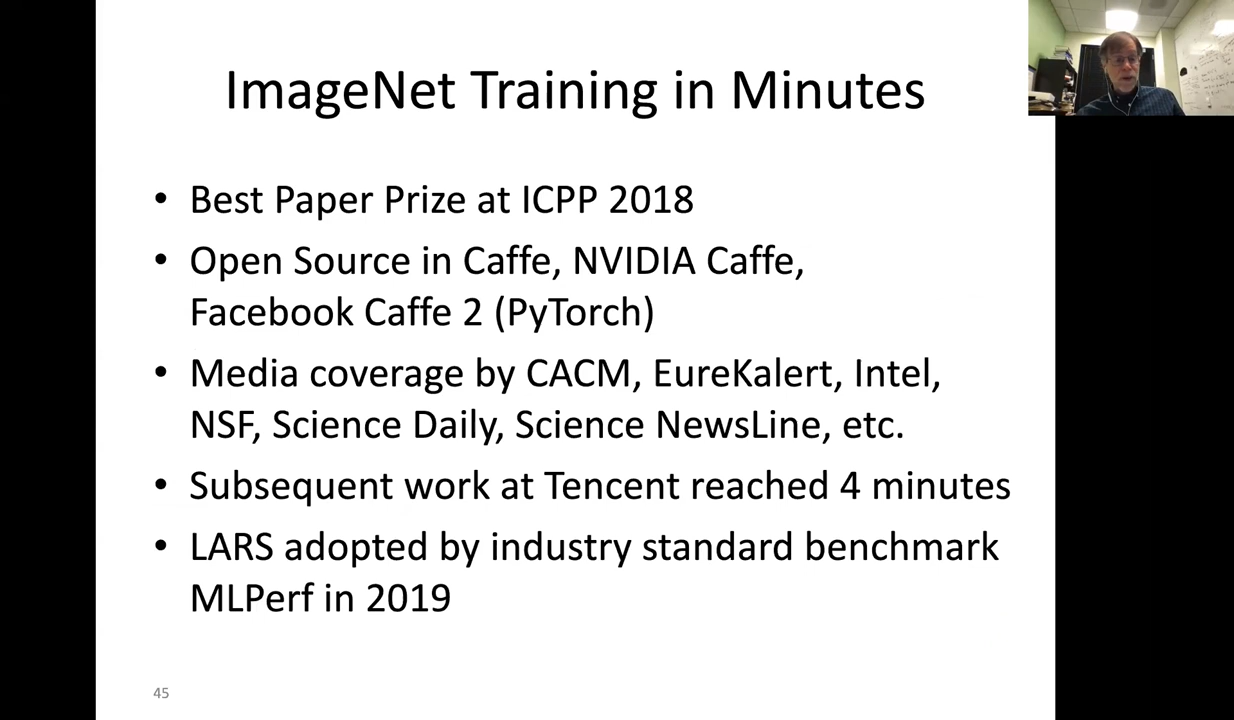 ImageNet Training in Minutes
• Best Paper Prize at ICPP 2018
• Open Source in Caffe, NVIDIA Caffe,
Facebook Caffe 2 (PyTorch)
• Media coverage by CACM, EureKalert, Intel,
NSF, Science Daily, Science NewsLine, etc.
• Subsequent work at Tencent reached 4 minutes
• LARS adopted by industry standard benchmark
MLPerf in 2019
45